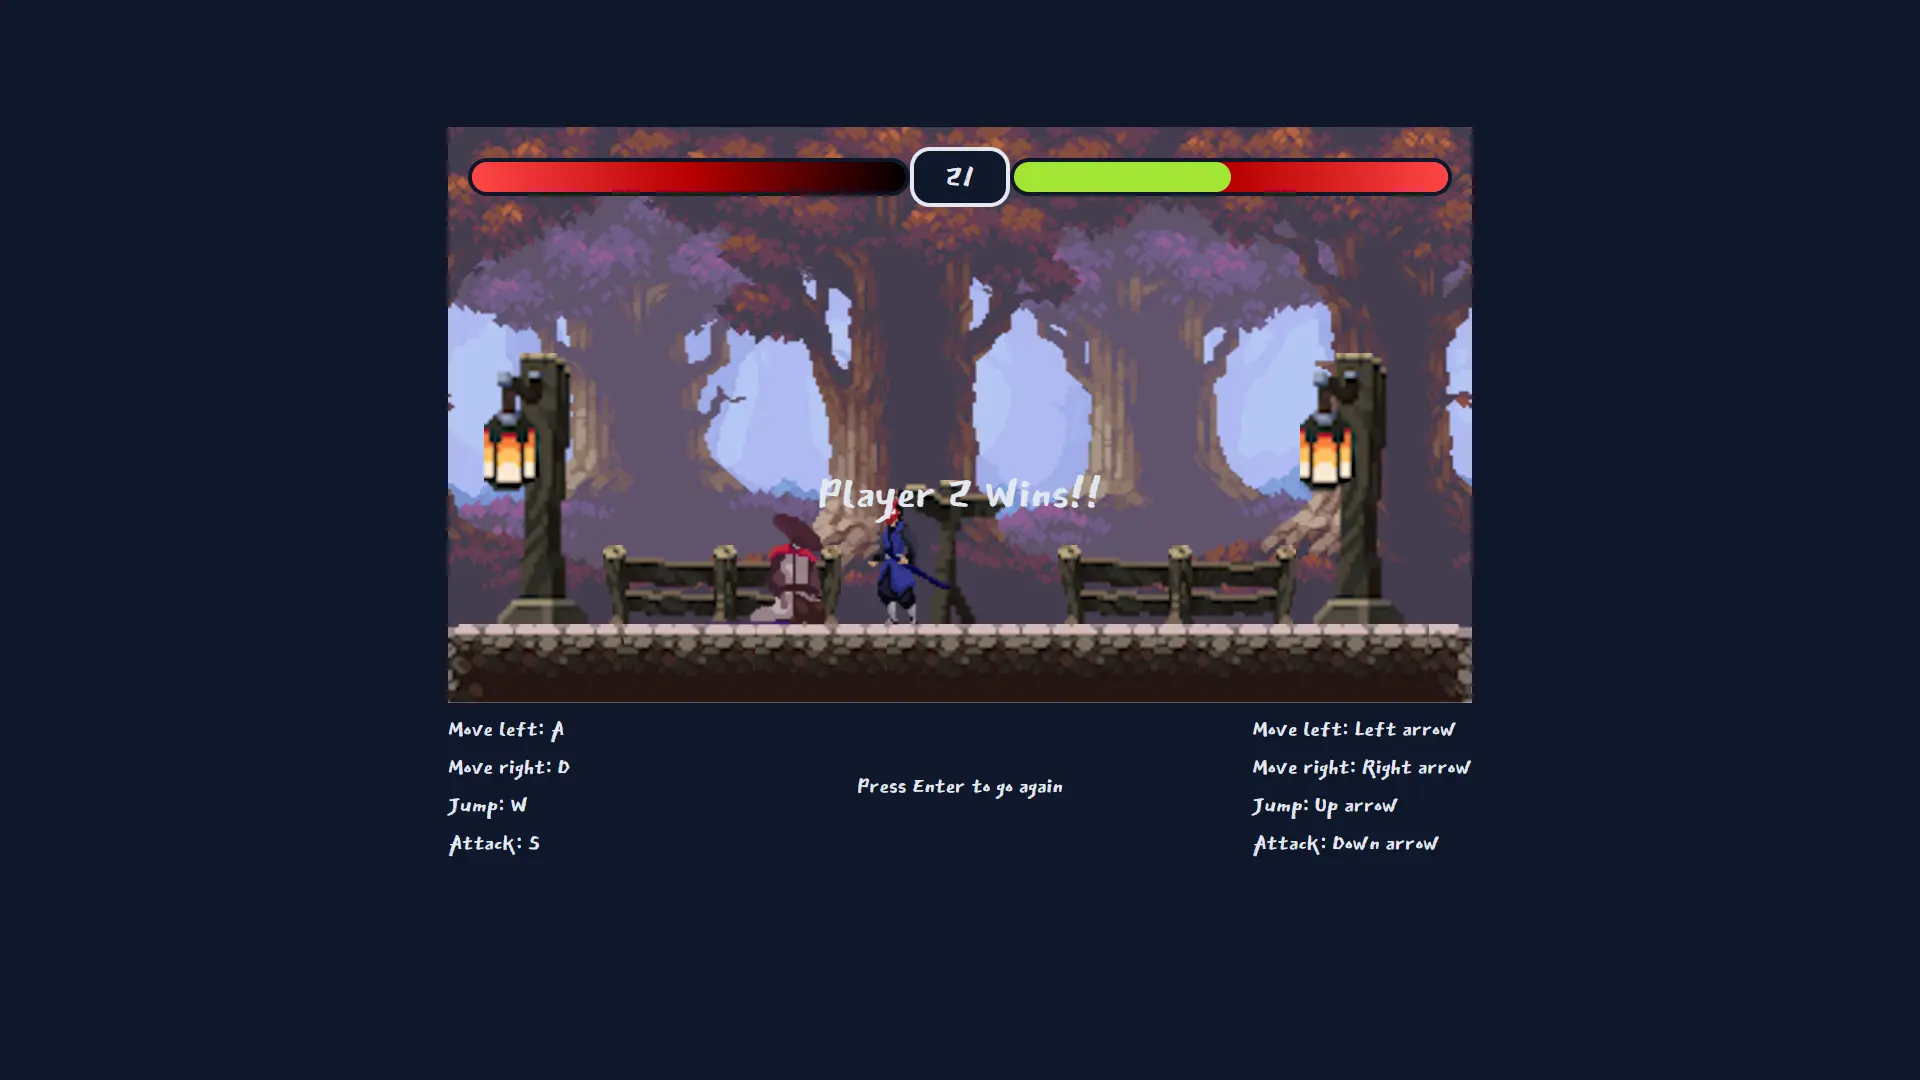 21
Player 2 Wins!!
Move left: A
Move right: D
Jump: W
Attack: S
Press Enter to go again
Move left: Left arrow
Move right: Right arrow
Jump: Up arrow
Attack: Down arrow